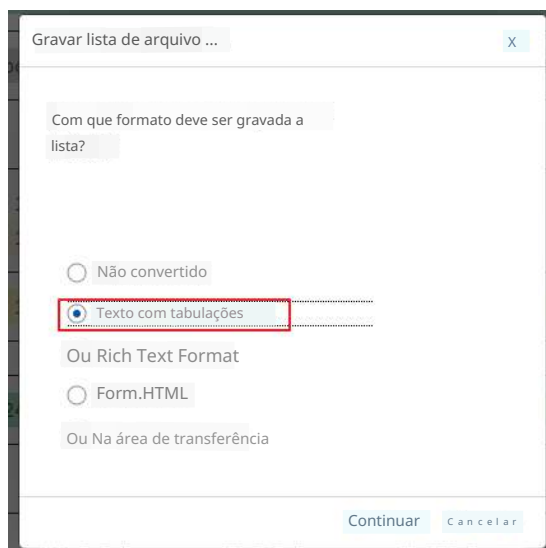 Gravar lista de arquivo ...
X
Com que formato deve ser gravada a
lista?
Não convertido
Texto com tabulações
Ou Rich Text Format
Form.HTML
Ou Na área de transferência
Continuar Cancelar